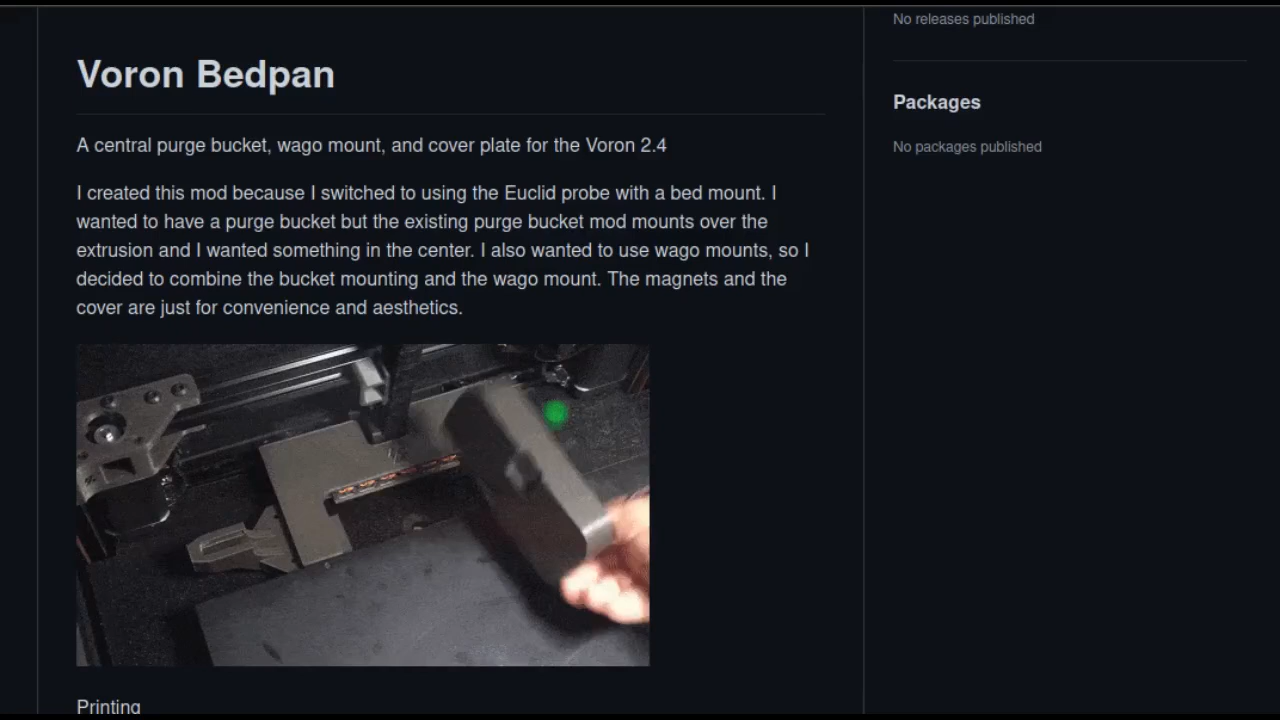 No releases published
Voron Bedpan
Packages
A central purge bucket, wago mount, and cover plate for the Voron 2.4
No packages published
I created this mod because I switched to using the Euclid probe with a bed mount. I
wanted to have a purge bucket but the existing purge bucket mod mounts over the
extrusion and I wanted something in the center. I also wanted to use wago mounts, so I
decided to combine the bucket mounting and the wago mount. The magnets and the
cover are just for convenience and aesthetics.
Printing